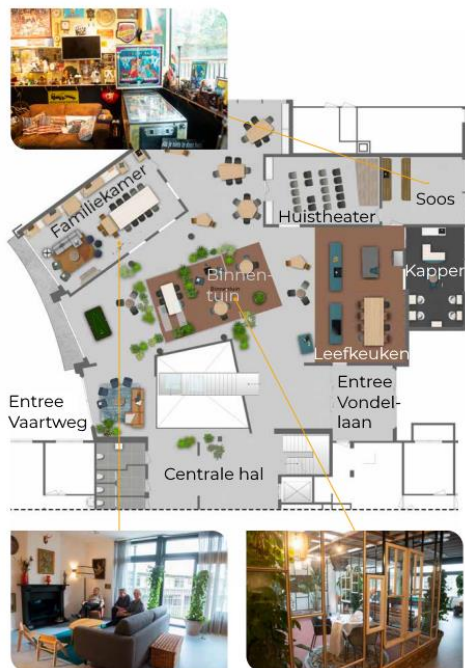 Familiekamer
Huistheater
Soos
Binnen-
tuin
Kapper
Leefkeuken
Entree
Vaartweg
Entree
Vondel-
laan
Centrale hal